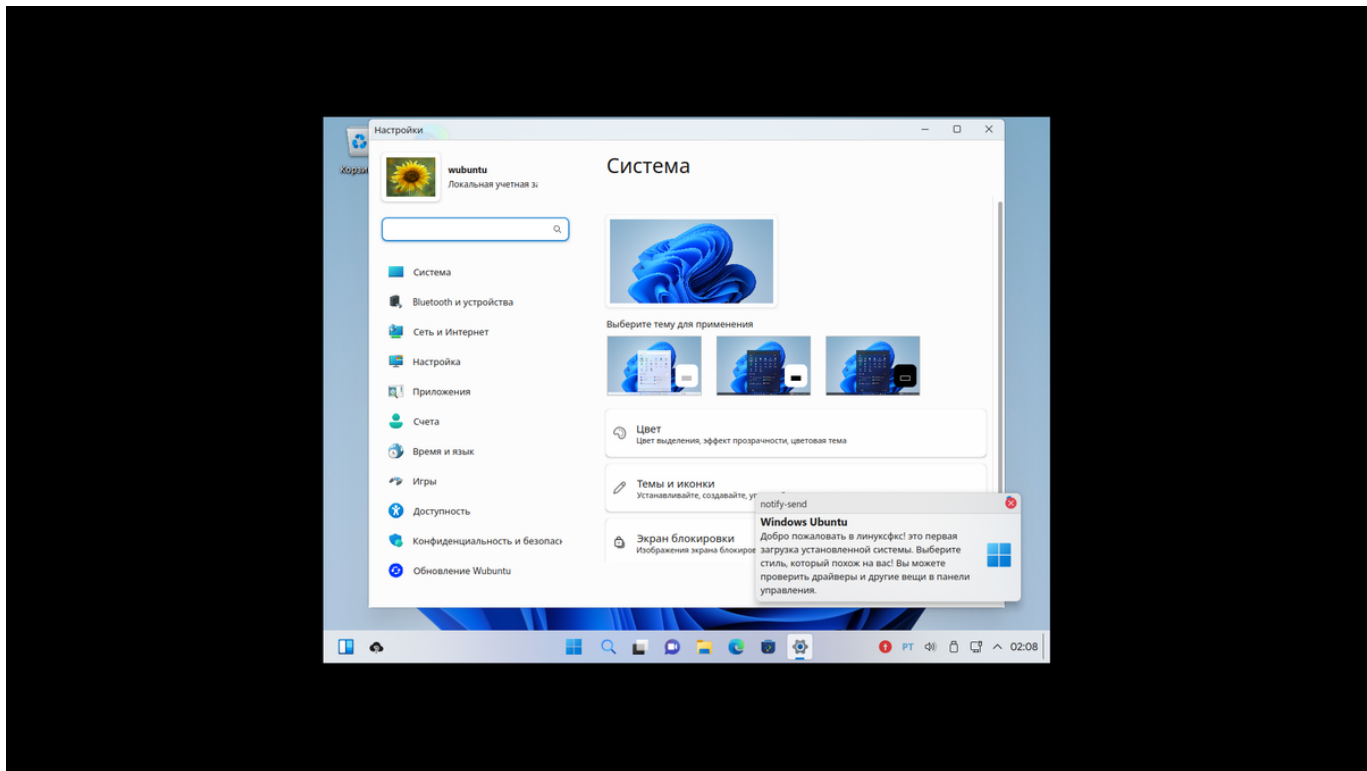 Корзи
Настройки
wubuntu
Локальная учетная за
Система
Bluetooth и устройства
Сеть и Интернет
Настройка
Приложения
Счета
Время и язык
Игры
Доступность
Конфиденциальность и безопасн
Обновление Wubuntu
Система
Выберите тему для применения
Цвет
Цвет выделения, эффект прозрачности, цветовая тема
Темы и иконки
Устанавливайте, создавайте,
Экран блокировки
Изображения экрана блокиров
notify-send
Windows Ubuntu
Добро пожаловать в линуксфкс! это первая
загрузка установленной системы. Выберите
стиль, который похож на вас! Вы можете
проверить драйверы и другие вещи в панели
управления.
PT
02:08